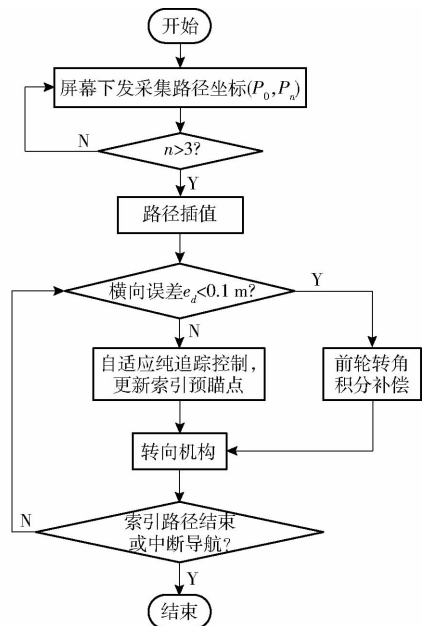 开始
屏幕下发采集路径坐标(P₀,Pₙ)
N
n>3?
Y
路径插值
横向误差e_d<0.1 m?
Y
N
自适应纯追踪控制,
更新索引预瞄点
前轮转角
积分补偿
转向机构
N
索引路径结束
或中断导航?
Y
结束